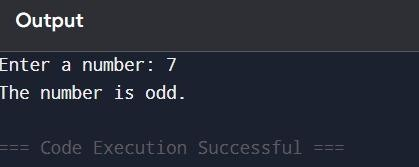 Output
Enter a number: 7
The number is odd.
=== Code Execution Successful ===